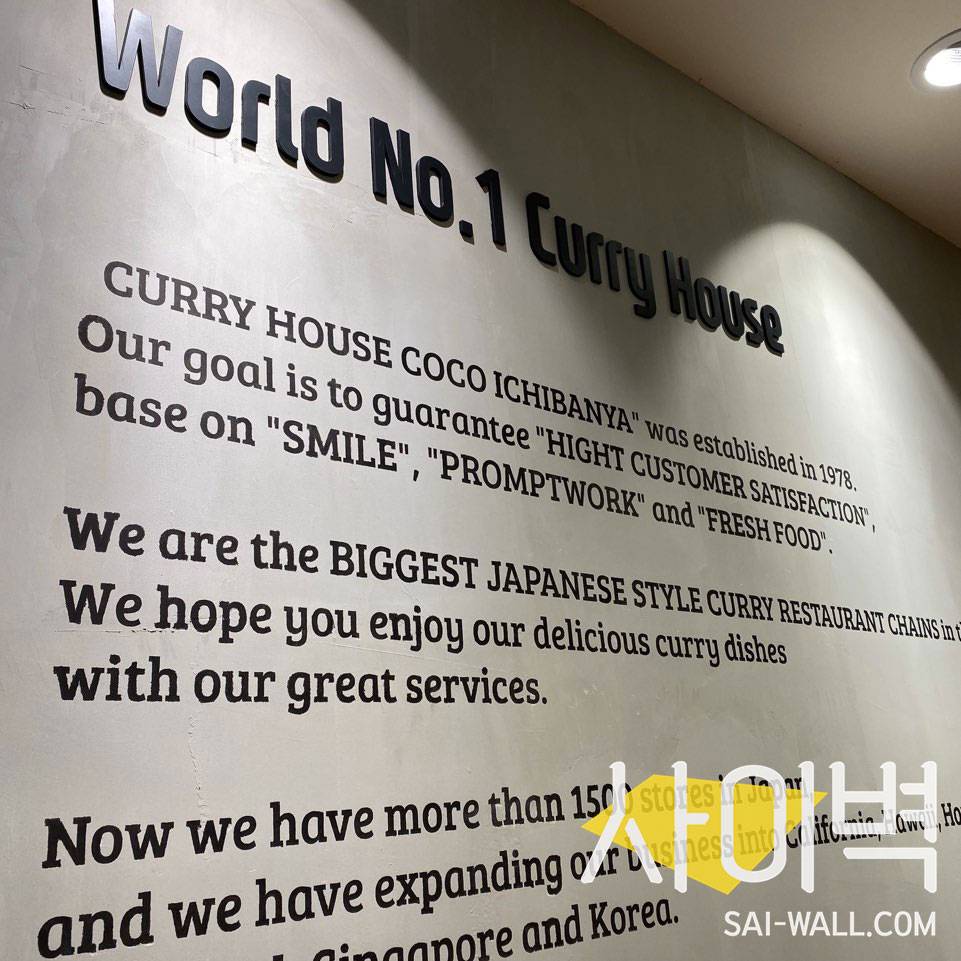 World No.1 Curry House
CURRY HOUSE COCO ICHIBANYA" was established in 1978.
Our goal is to guarantee "HIGHT CUSTOMER SATISFACTION",
base on "SMILE", "PROMPTWORK" and "FRESH FOOD".
We are the BIGGEST JAPANESE STYLE CURRY RESTAURANT CHAINS in
We hope you enjoy our delicious curry dishes
with our great services.
Now we have more than 1500 stores in Japan,
and we have expanding our business into California, Hawaii,
Singapore and Korea.
사이벽
SAI-WALL.COM